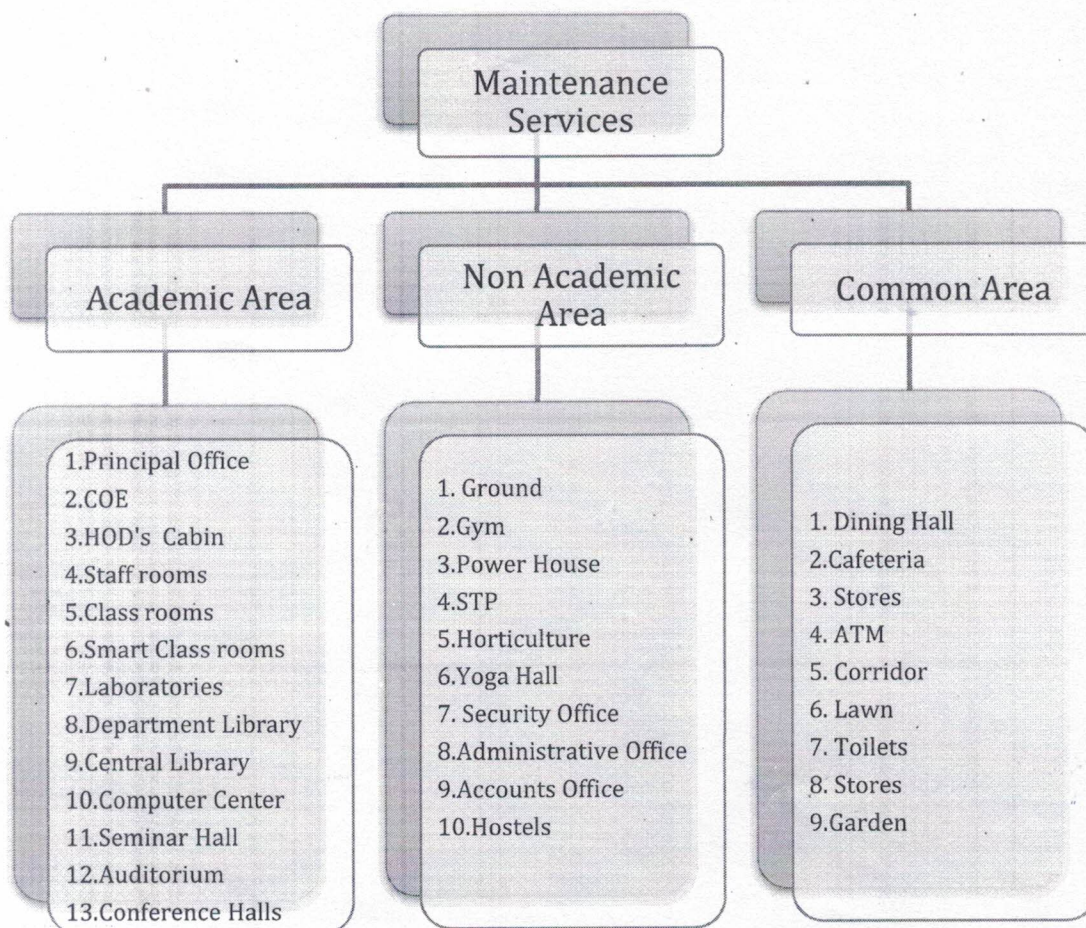 Maintenance
Services
Academic Area
Non Academic
Area
Common Area
1.Principal Office
2.COE
3.HOD's Cabin
4.Staff rooms
5.Class rooms
6.Smart Class rooms
7.Laboratories
8.Department Library
9.Central Library
10.Computer Center
11.Seminar Hall
12.Auditorium
13.Conference Halls
1. Ground
2.Gym
3.Power House
4.STP
5.Horticulture
6.Yoga Hall
7. Security Office
8.Administrative Office
9.Accounts Office
10.Hostels
1. Dining Hall
2.Cafeteria
3. Stores
4. ATM
5. Corridor
6. Lawn
7. Toilets
8. Stores
9.Garden